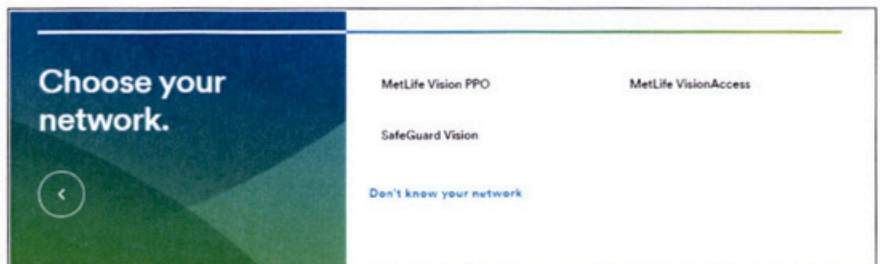 Choose your
network.
MetLife Vision PPO
MetLife VisionAccess
SafeGuard Vision
Don't know your network